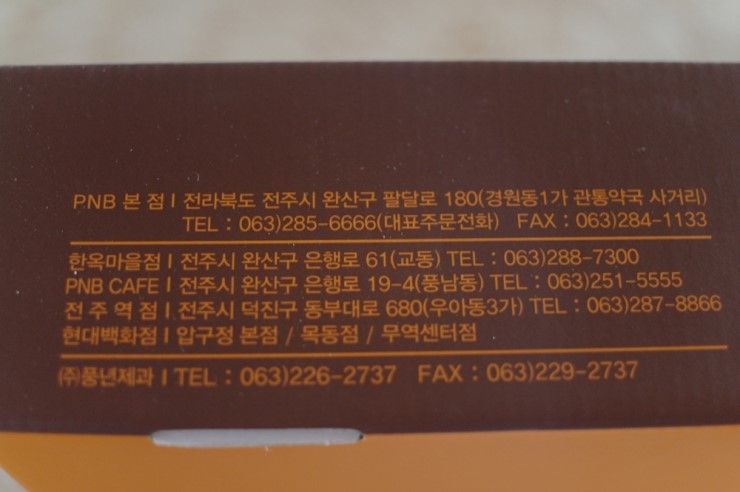 PNB 본 점 | 전라북도 전주시 완산구 팔달로 180(경원동1가 관통약국 사거리)
TEL : 063)285-6666(대표주문전화) FAX : 063)284-1133
한옥마을점 | 전주시 완산구 은행로 61(교동) TEL : 063)288-7300
PNB CAFE | 전주시 완산구 은행로 19-4(풍남동) TEL : 063)251-5555
전 주 역 점 | 전주시 덕진구 동부대로 680(우아동3가) TEL : 063)287-8866
현대백화점 | 압구정 본점 / 목동점 / 무역센터점
㈜풍년제과 | TEL : 063)226-2737 FAX : 063)229-2737